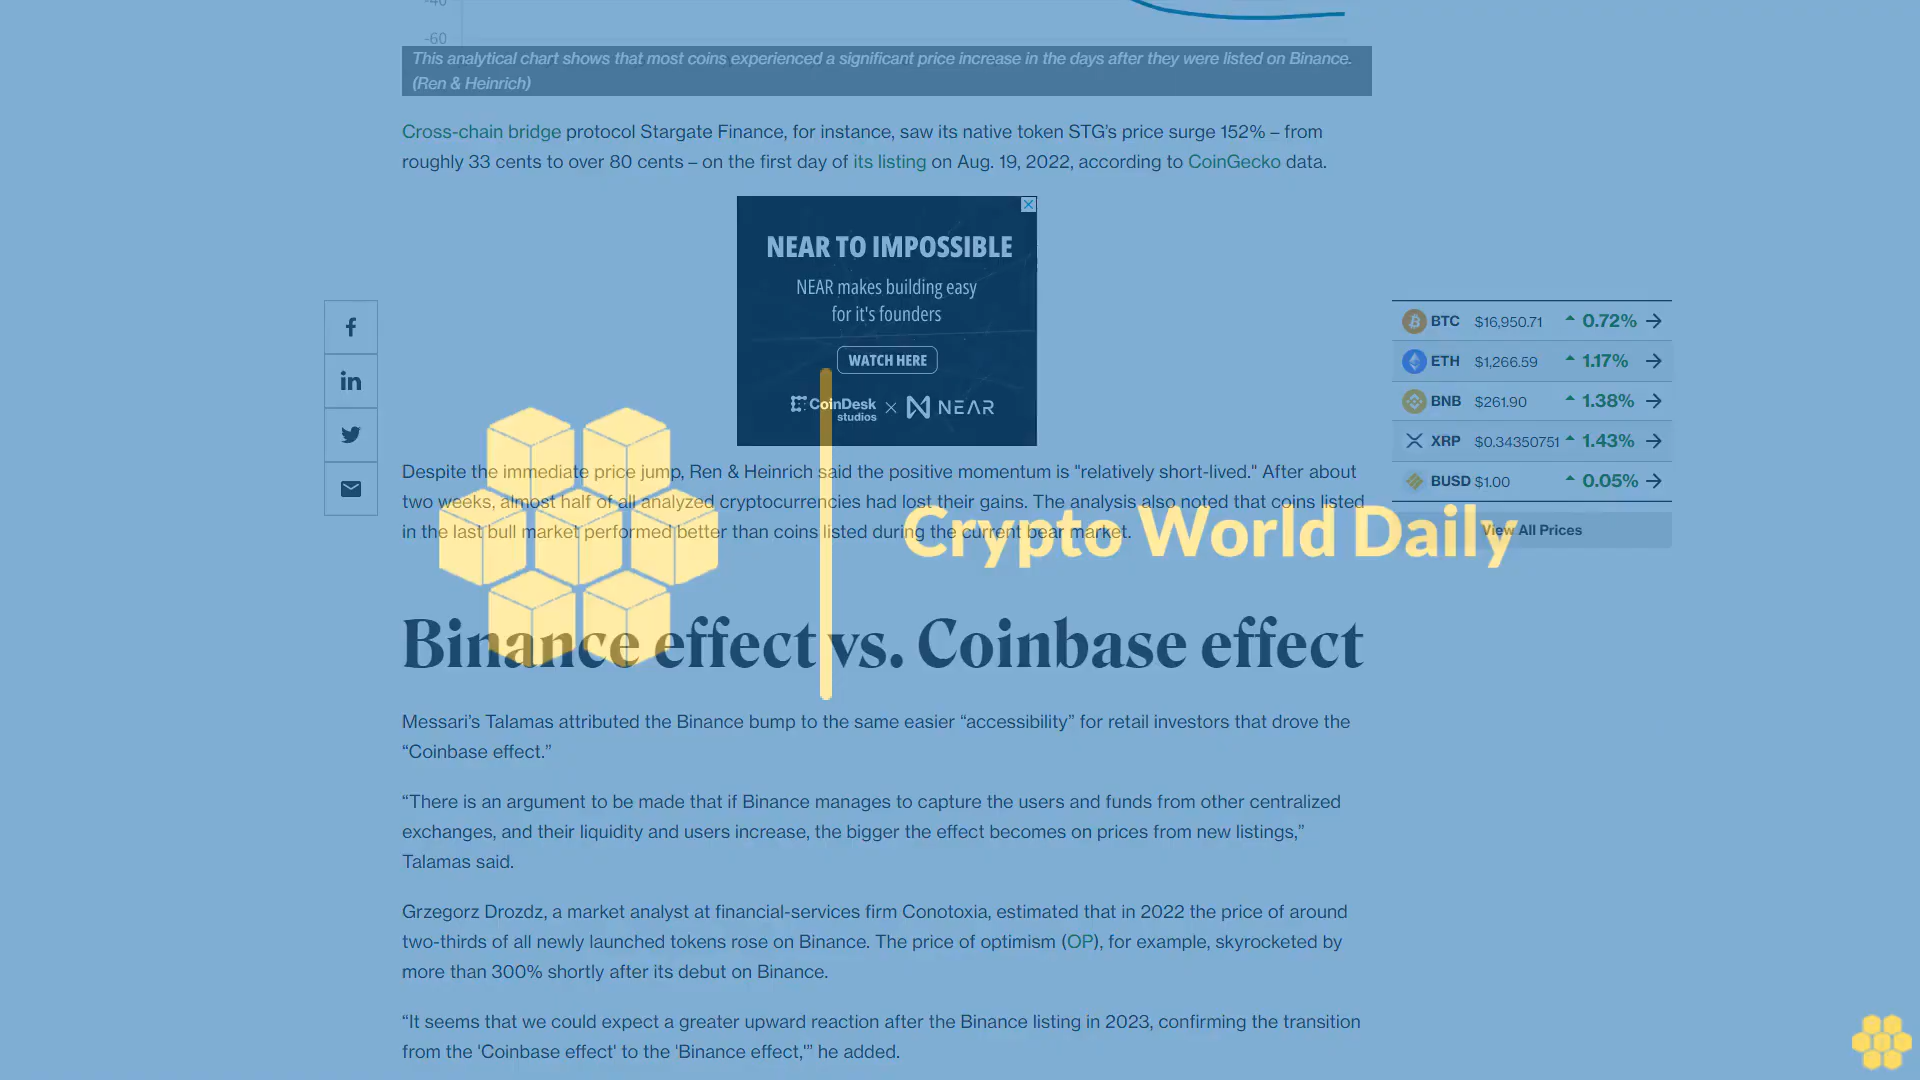 -40
-60
This analytical chart shows that most coins experienced a significant price increase in the days after they were listed on Binance.
(Ren & Heinrich)
Cross-chain bridge protocol Stargate Finance, for instance, saw its native token STG’s price surge 152% – from
roughly 33 cents to over 80 cents – on the first day of its listing on Aug. 19, 2022, according to CoinGecko data.
NEAR TO IMPOSSIBLE
NEAR makes building easy
for it's founders
WATCH HERE
CoinDesk studios × NEAR
BTC $16,950.71 0.72%
ETH $1,266.59 1.17%
BNB $261.90 1.38%
XRP $0.34350751 1.43%
BUSD $1.00 0.05%
View All Prices
Despite the immediate price jump, Ren & Heinrich said the positive momentum is "relatively short-lived." After about
two weeks, almost half of all analyzed cryptocurrencies had lost their gains. The analysis also noted that coins listed
in the last bull market performed better than coins listed during the current bear market.
Crypto World Daily
Binance effect vs. Coinbase effect
Messari’s Talamas attributed the Binance bump to the same easier “accessibility” for retail investors that drove the
“Coinbase effect.”
“There is an argument to be made that if Binance manages to capture the users and funds from other centralized
exchanges, and their liquidity and users increase, the bigger the effect becomes on prices from new listings,”
Talamas said.
Grzegorz Drozdz, a market analyst at financial-services firm Conotoxia, estimated that in 2022 the price of around
two-thirds of all newly launched tokens rose on Binance. The price of optimism (OP), for example, skyrocketed by
more than 300% shortly after its debut on Binance.
“It seems that we could expect a greater upward reaction after the Binance listing in 2023, confirming the transition
from the 'Coinbase effect' to the 'Binance effect,'” he added.